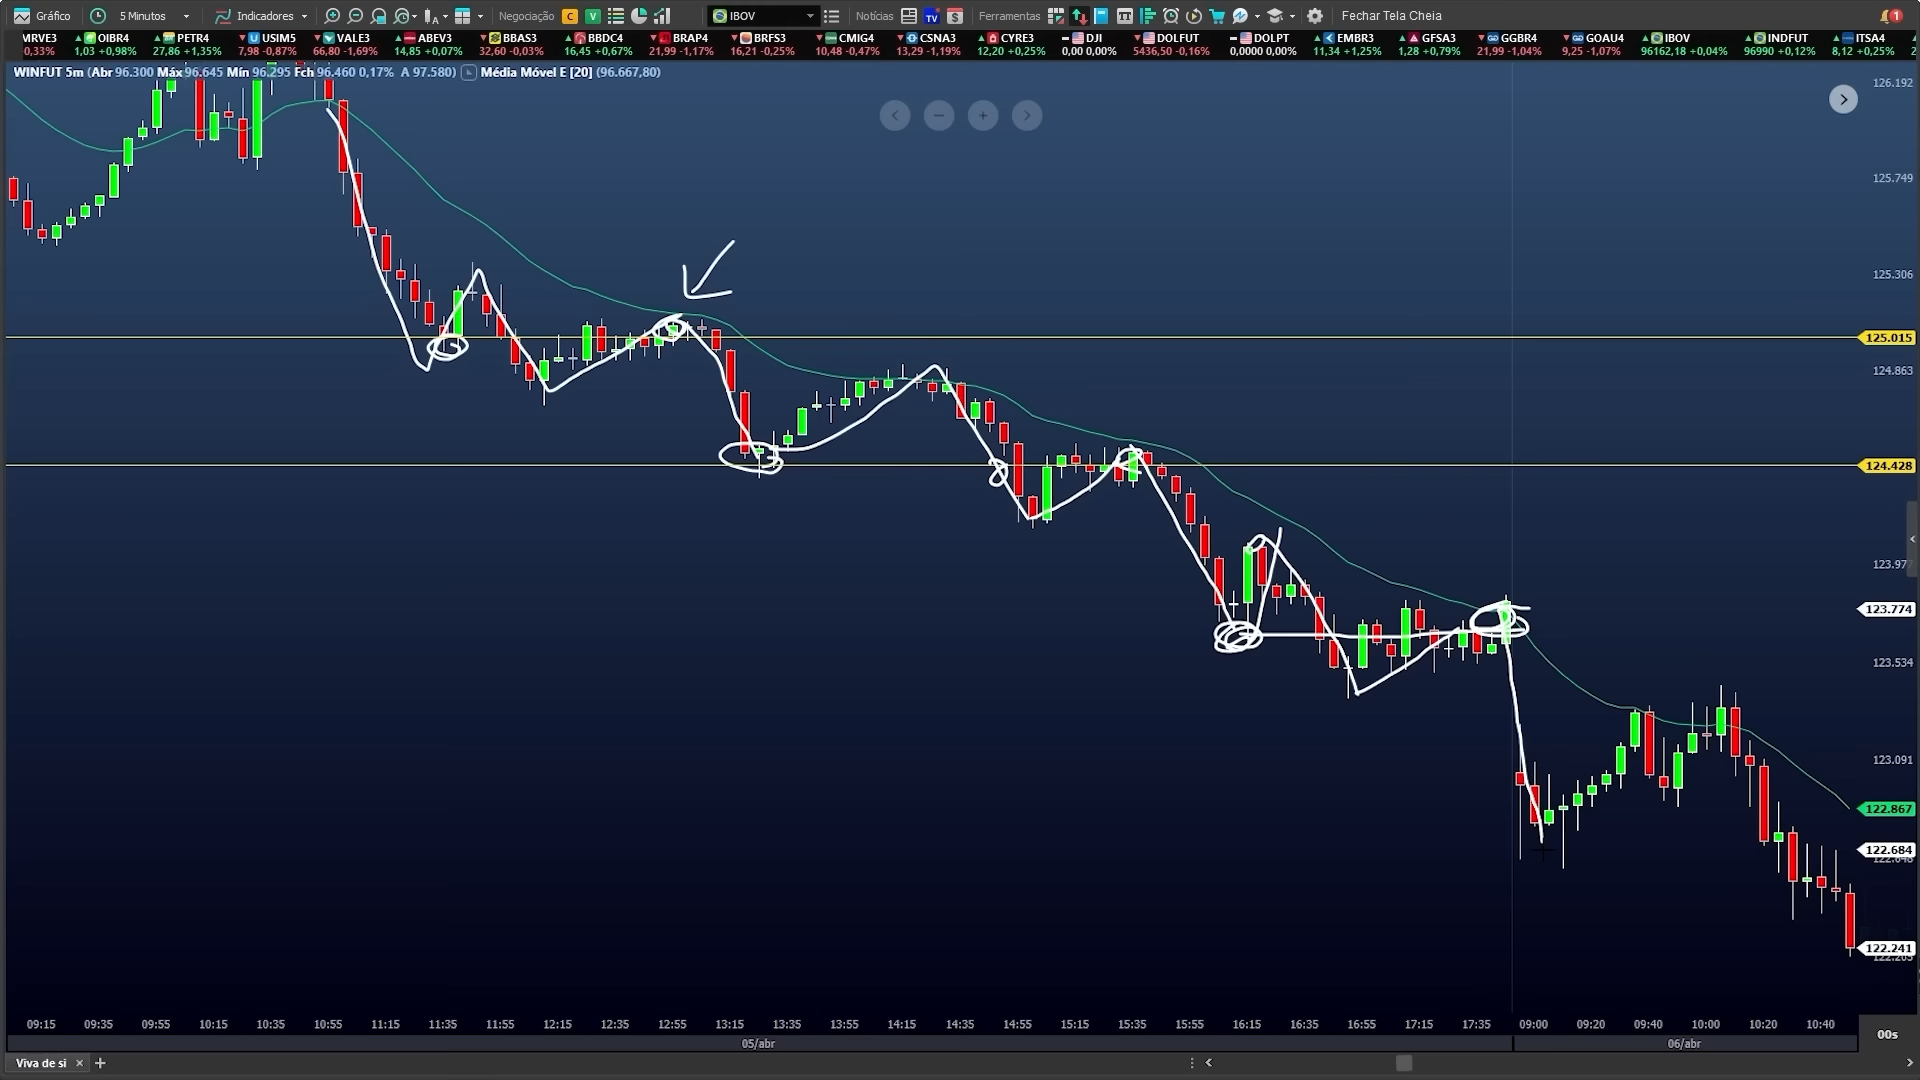 Gráfico 5 Minutos Indicadores Negociação C V IBOV Notícias TV $ Ferramentas Fechar Tela Cheia 1
MRVE3 OIBR4 PETR4 USIM5 VALE3 ABEV3 BBAS3 BBDC4 BRAP4 BRFS3 CMIG4 CSNA3 CYRE3 DJI DOLFUT DOLPT EMBR3 GFSA3 GGBR4 GOAU4 IBOV INDFUT ITSA4
0,33% 1,03 +0,98% 27,86 +1,35% 7,98 -0,87% 66,80 -1,69% 14,85 +0,07% 32,60 -0,03% 16,45 +0,67% 21,99 -1,17% 16,21 -0,25% 10,48 -0,47% 13,29 -1,19% 12,20 +0,25% 0,00 0,00% 5436,50 -0,16% 0,0000 0,00% 11,34 +1,25% 1,28 +0,79% 21,99 -1,04% 9,25 -1,07% 96162,18 +0,04% 96990 +0,12% 8,12 +0,25%
WINFUT 5m (Abr 96.300 Máx 96.645 Mín 96.295 Fch 96.460 0,17% A 97.580) Média Móvel E [20] (96.667,80)
126.192
125.749
125.306
125.015
124.863
124.428
123.977
123.774
123.534
123.091
122.867
122.684
122.241
09:15 09:35 09:55 10:15 10:35 10:55 11:15 11:35 11:55 12:15 12:35 12:55 13:15 13:35 13:55 14:15 14:35 14:55 15:15 15:35 15:55 16:15 16:35 16:55 17:15 17:35 09:00 09:20 09:40 10:00 10:20 10:40 00s
05/abr 06/abr
Viva de si × +